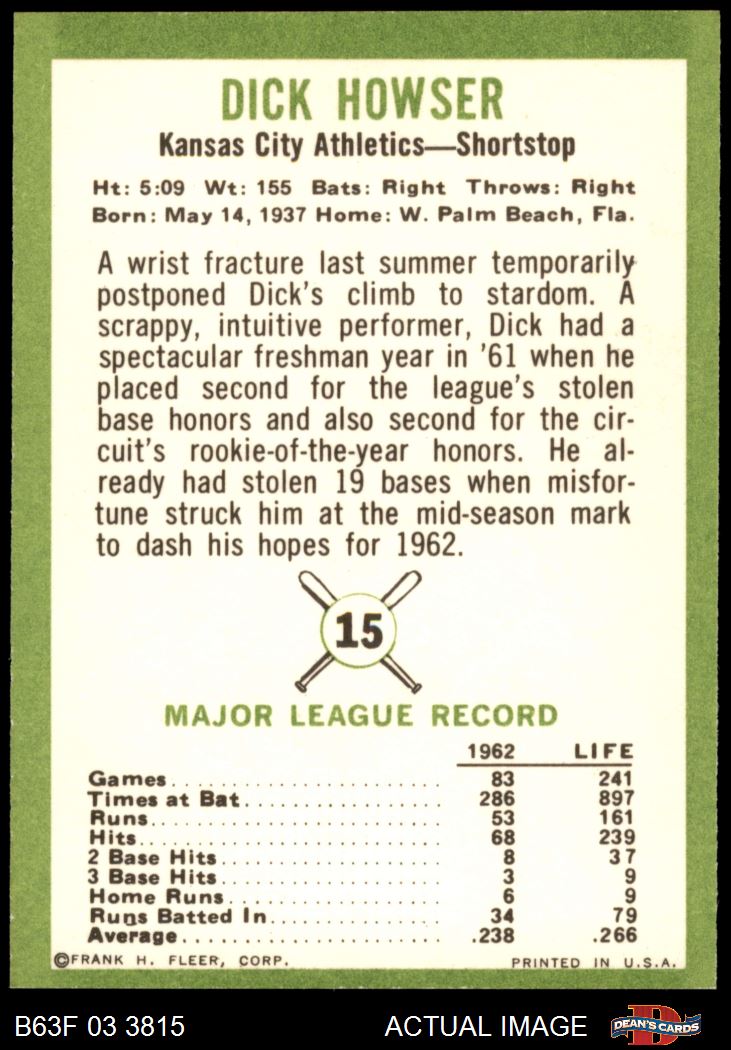 DICK HOWSER
Kansas City Athletics—Shortstop
Ht: 5:09 Wt: 155 Bats: Right Throws: Right
Born: May 14, 1937 Home: W. Palm Beach, Fla.
A wrist fracture last summer temporarily
postponed Dick's climb to stardom. A
scrappy, intuitive performer, Dick had a
spectacular freshman year in '61 when he
placed second for the league's stolen
base honors and also second for the cir-
cuit's rookie-of-the-year honors. He al-
ready had stolen 19 bases when misfor-
tune struck him at the mid-season mark
to dash his hopes for 1962.
15
MAJOR LEAGUE RECORD
1962 LIFE
Games 83 241
Times at Bat 286 897
Runs 53 161
Hits 68 239
2 Base Hits 8 37
3 Base Hits 3 9
Home Runs 6 9
Runs Batted In 34 79
Average .238 .266
©FRANK H. FLEER, CORP. PRINTED IN U.S.A.
B63F 03 3815 ACTUAL IMAGE D DEAN'S CARDS